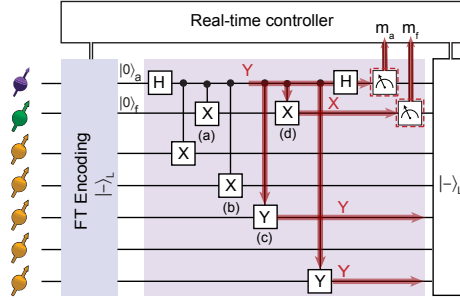 Real-time controller
m_a m_f
|0⟩_a H Y H
|0⟩_f X X X
(a) (d)
X
X
(b)
Y Y
(c)
Y Y
FT Encoding
|−⟩_L
|−⟩_L